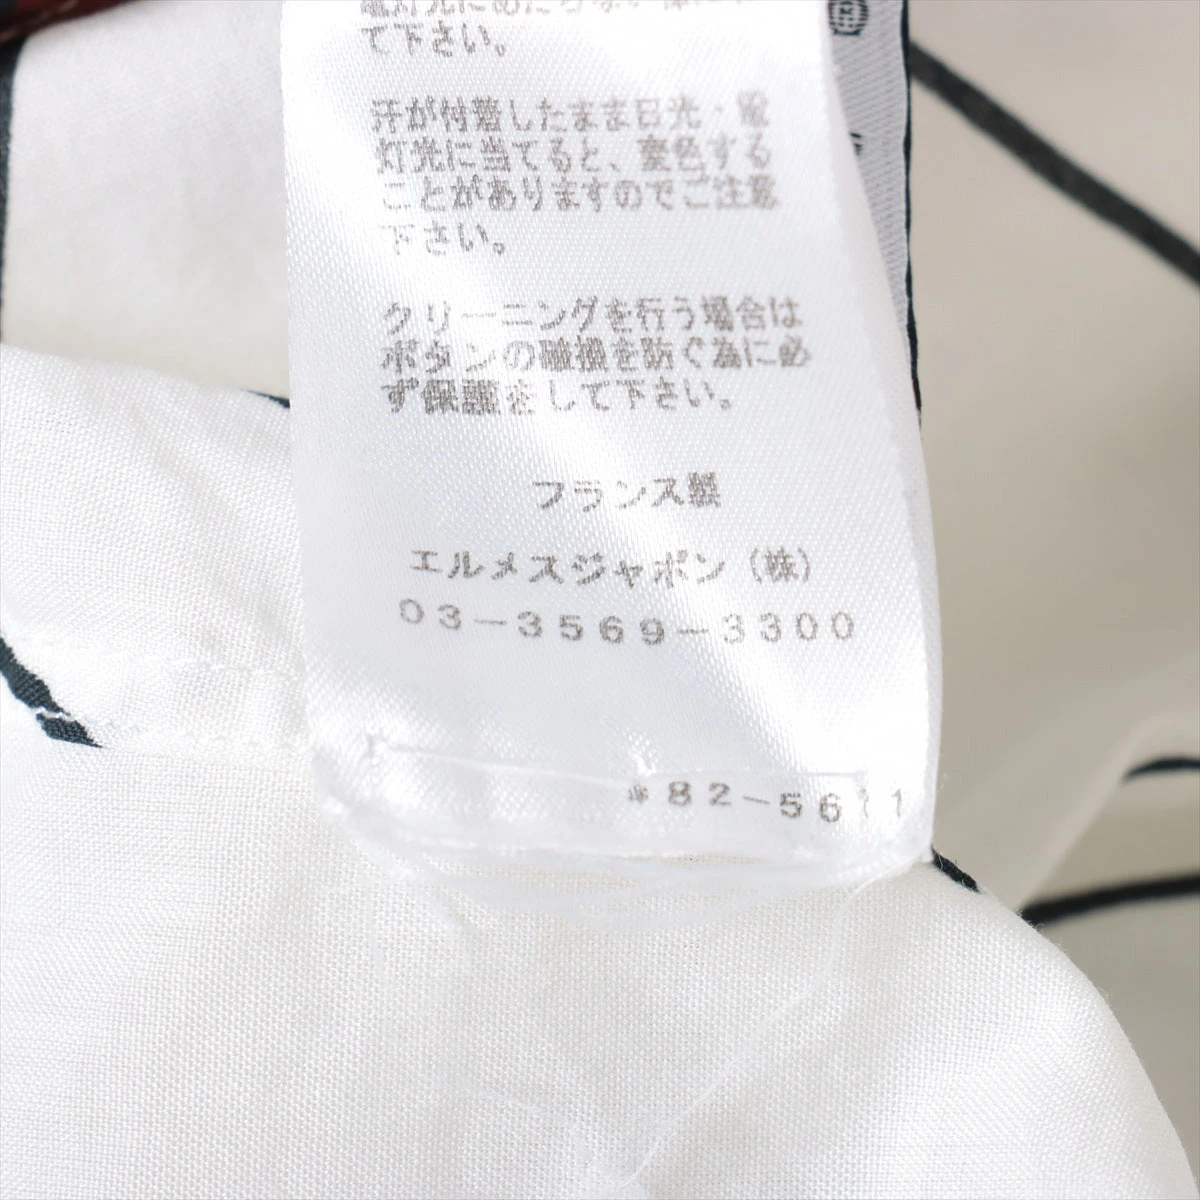 て下さい。
汗が付着したまま日光・電
灯光に当てると、変色する
ことがありますのでご注意
下さい。
クリーニングを行う場合は
ボタンの破損を防ぐ為に必
ず保護をして下さい。
フランス製
エルメスジャポン(株)
03-3569-3300
*82-5611